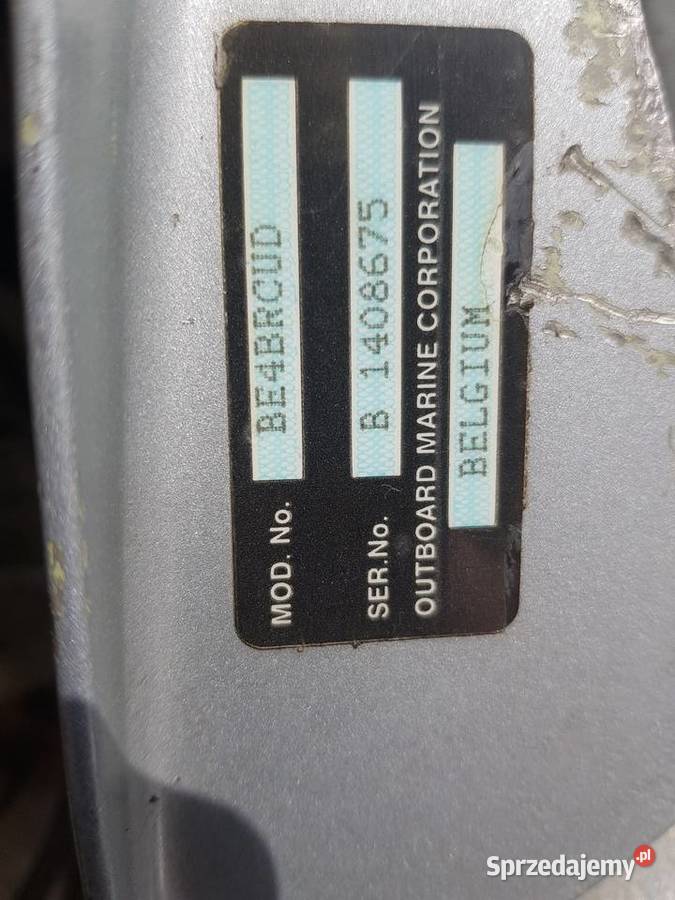 MOD. No. BE4BRCUD
SER.No. B 1408675
OUTBOARD MARINE CORPORATION
BELGIUM
Sprzedajemy.pl